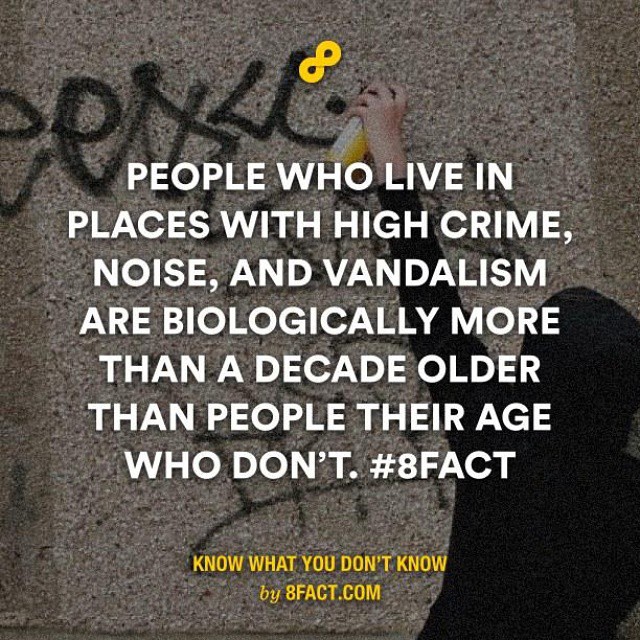 PEOPLE WHO LIVE IN
PLACES WITH HIGH CRIME,
NOISE, AND VANDALISM
ARE BIOLOGICALLY MORE
THAN A DECADE OLDER
THAN PEOPLE THEIR AGE
WHO DON'T. #8FACT
KNOW WHAT YOU DON'T KNOW
by 8FACT.COM